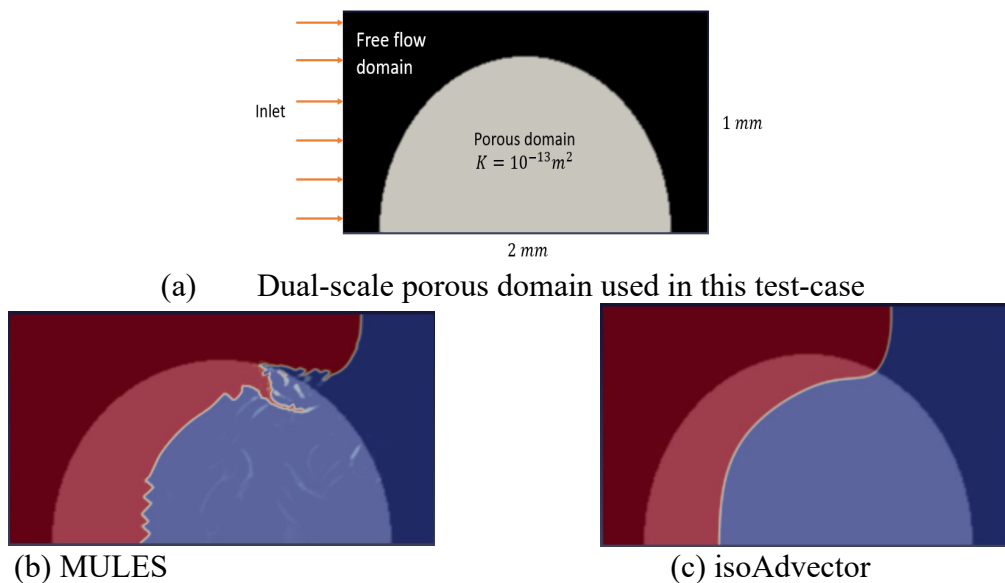 Free flow
domain
Inlet
Porous domain
K = 10⁻¹³m²
1 mm
2 mm
(a) Dual-scale porous domain used in this test-case
(b) MULES
(c) isoAdvector